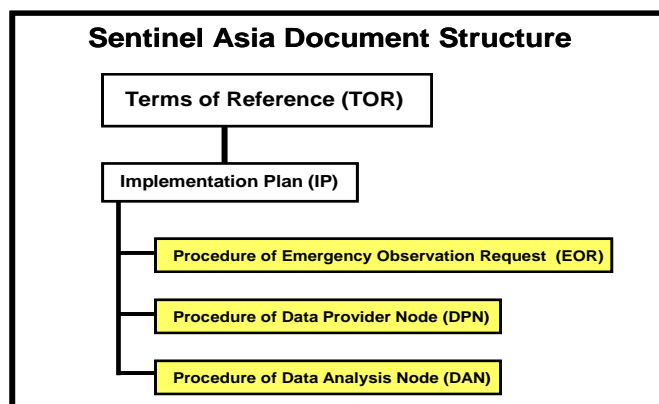 Sentinel Asia Document Structure
Terms of Reference (TOR)
Implementation Plan (IP)
Procedure of Emergency Observation Request (EOR)
Procedure of Data Provider Node (DPN)
Procedure of Data Analysis Node (DAN)